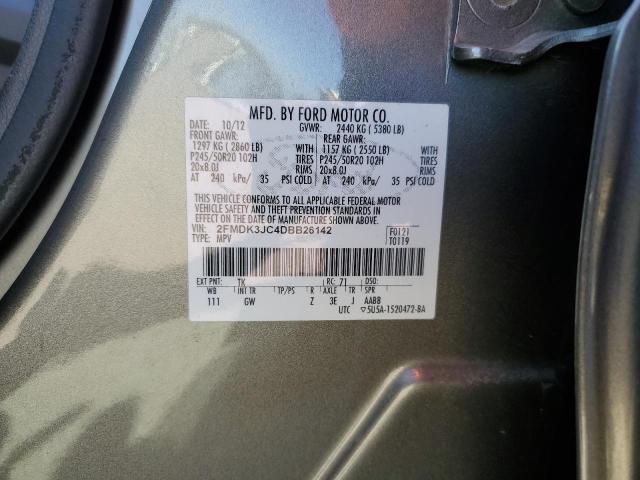 MFD. BY FORD MOTOR CO.
DATE: 10/12 GVWR: 2440 KG ( 5380 LB)
FRONT GAWR: REAR GAWR:
1297 KG ( 2860 LB) WITH 1157 KG ( 2550 LB) WITH
P245/50R20 102H TIRES P245/50R20 102H TIRES
20x8.0J RIMS 20x8.0J RIMS
AT 240 kPa/ 35 PSI COLD AT 240 kPa/ 35 PSI COLD
THIS VEHICLE CONFORMS TO ALL APPLICABLE FEDERAL MOTOR
VEHICLE SAFETY AND THEFT PREVENTION STANDARDS IN
EFFECT ON THE DATE OF MANUFACTURE SHOWN ABOVE.
VIN: 2FMDK3JC4DBB26142 F0121
TYPE: MPV T0119
EXT PNT: TK RC: 71 DSO:
WB INT TR TP/PS R AXLE TR SPR
111 GW Z 3E J AABB
UTC ▽5U5A-1520472-BA